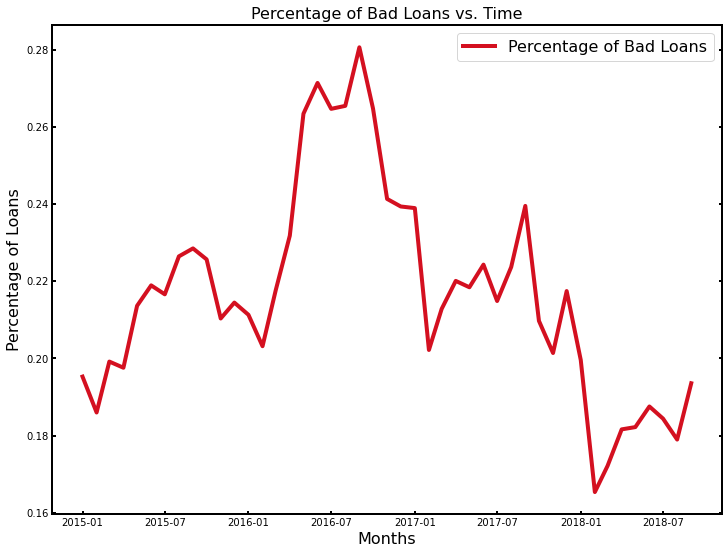 Percentage of Bad Loans vs. Time
Percentage of Bad Loans
Percentage of Loans
0.28
0.26
0.24
0.22
0.20
0.18
0.16
2015-01 2015-07 2016-01 2016-07 2017-01 2017-07 2018-01 2018-07
Months